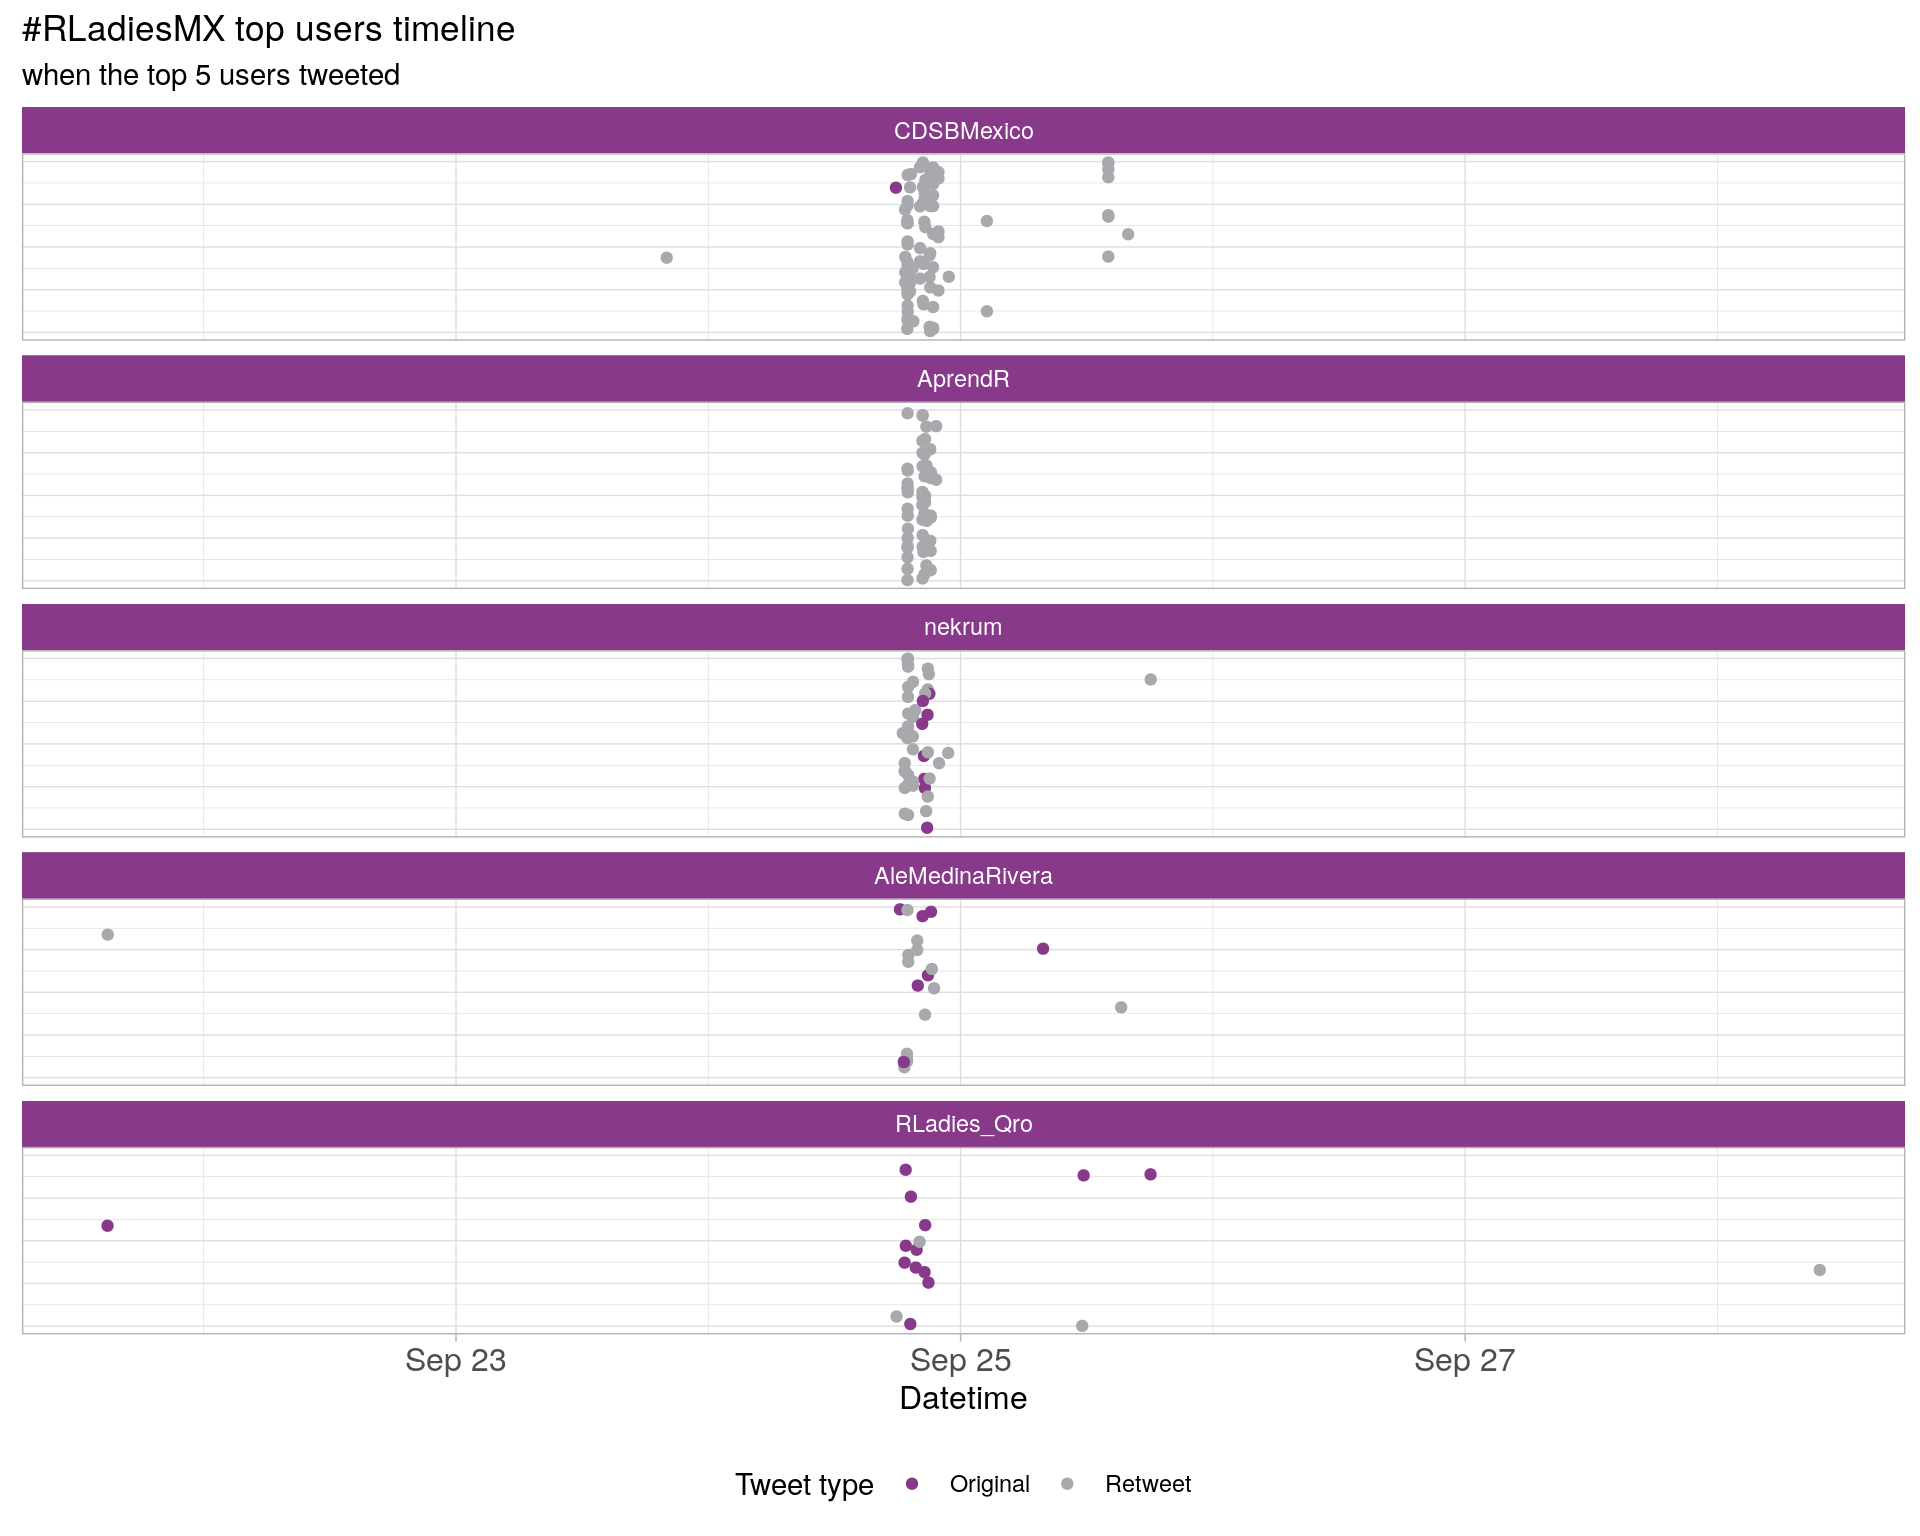 #RLadiesMX top users timeline
when the top 5 users tweeted
CDSBMexico
AprendR
nekrum
AleMedinaRivera
RLadies_Qro
Sep 23 Sep 25 Sep 27
Datetime
Tweet type Original Retweet